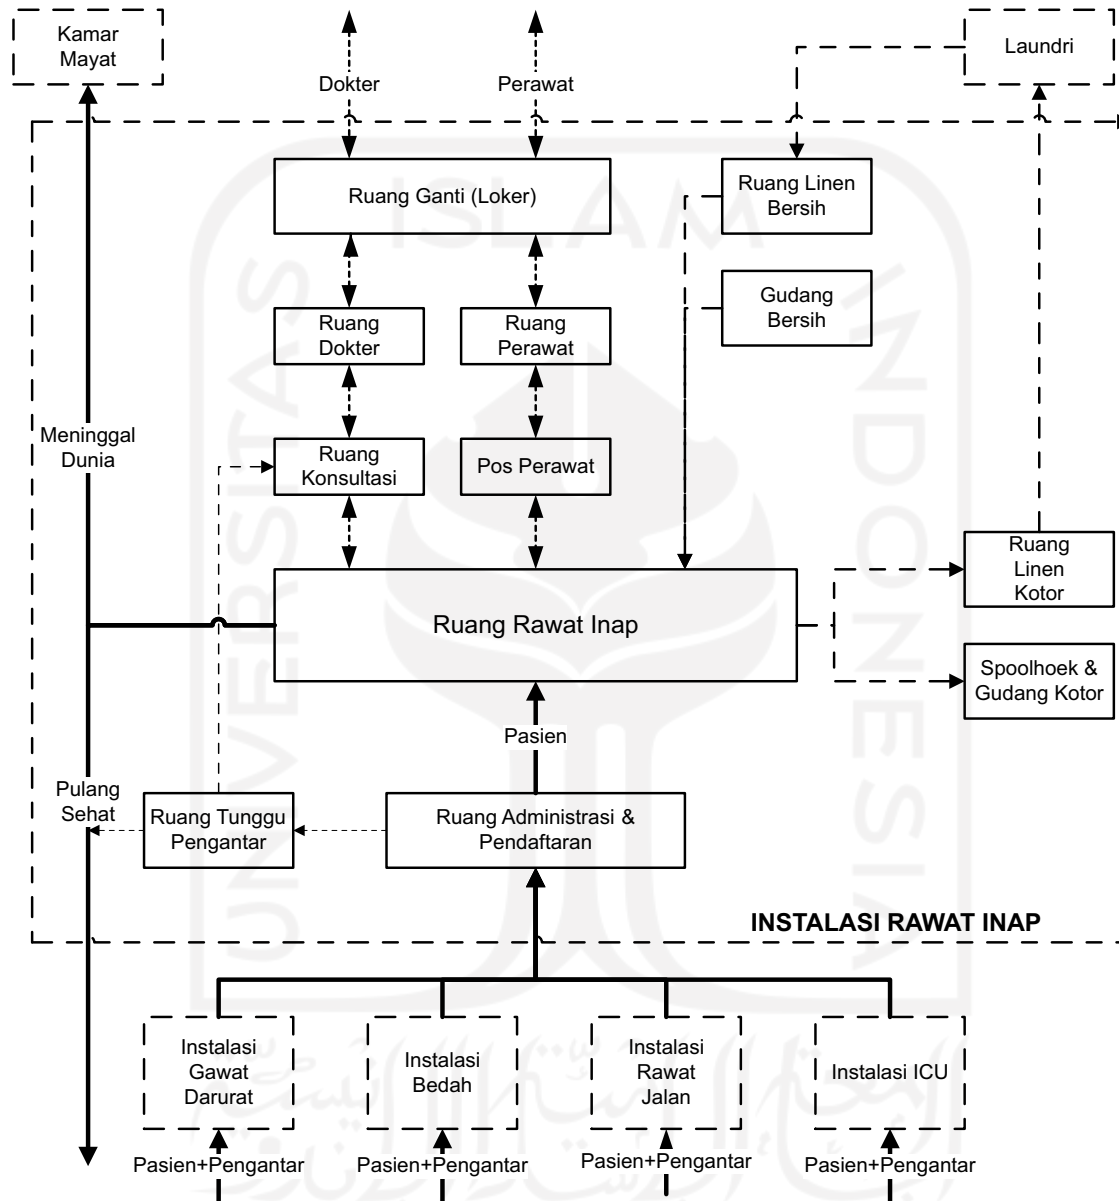 Kamar
Mayat
Dokter
Perawat
Laundri
Ruang Ganti (Loker)
Ruang Linen
Bersih
Gudang
Bersih
Ruang
Dokter
Ruang
Perawat
Meninggal
Dunia
Ruang
Konsultasi
Pos Perawat
Ruang
Linen
Kotor
Ruang Rawat Inap
Spoolhoek &
Gudang Kotor
Pasien
Pulang
Sehat
Ruang Tunggu
Pengantar
Ruang Administrasi &
Pendaftaran
INSTALASI RAWAT INAP
Instalasi
Gawat
Darurat
Instalasi
Bedah
Instalasi
Rawat
Jalan
Instalasi ICU
Pasien+Pengantar
Pasien+Pengantar
Pasien+Pengantar
Pasien+Pengantar
UNIVERSITAS
ISLAM
INDONESIA